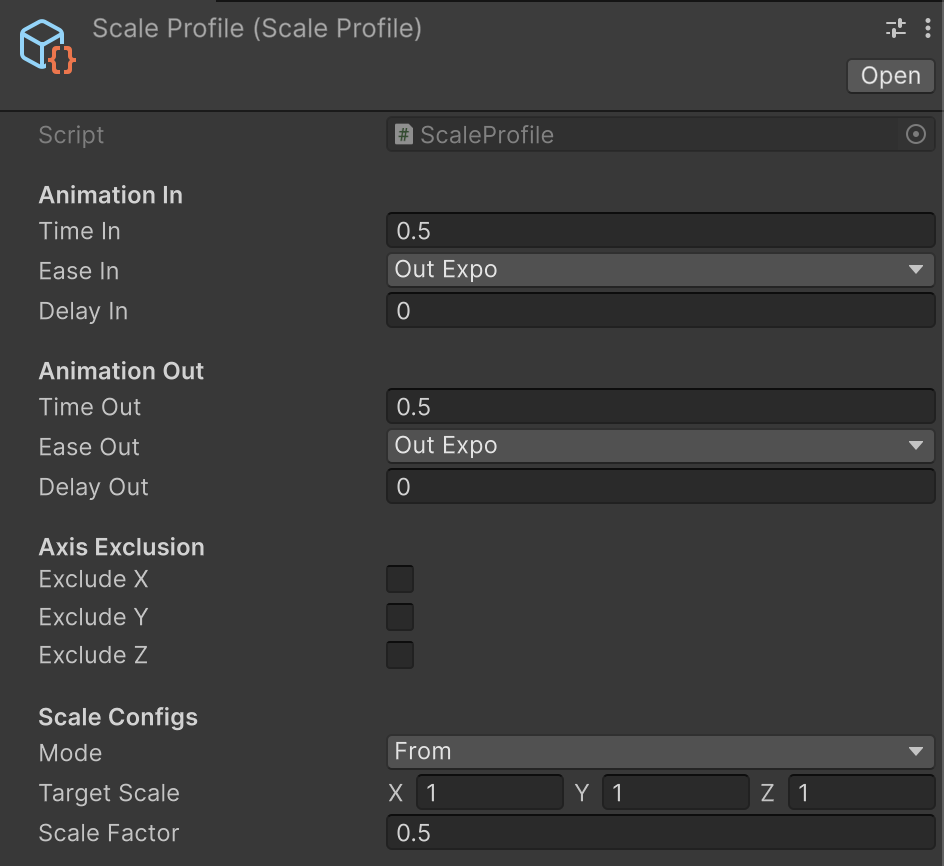 Scale Profile (Scale Profile)
Open
Script # ScaleProfile
Animation In
Time In 0.5
Ease In Out Expo
Delay In 0
Animation Out
Time Out 0.5
Ease Out Out Expo
Delay Out 0
Axis Exclusion
Exclude X
Exclude Y
Exclude Z
Scale Configs
Mode From
Target Scale X 1 Y 1 Z 1
Scale Factor 0.5